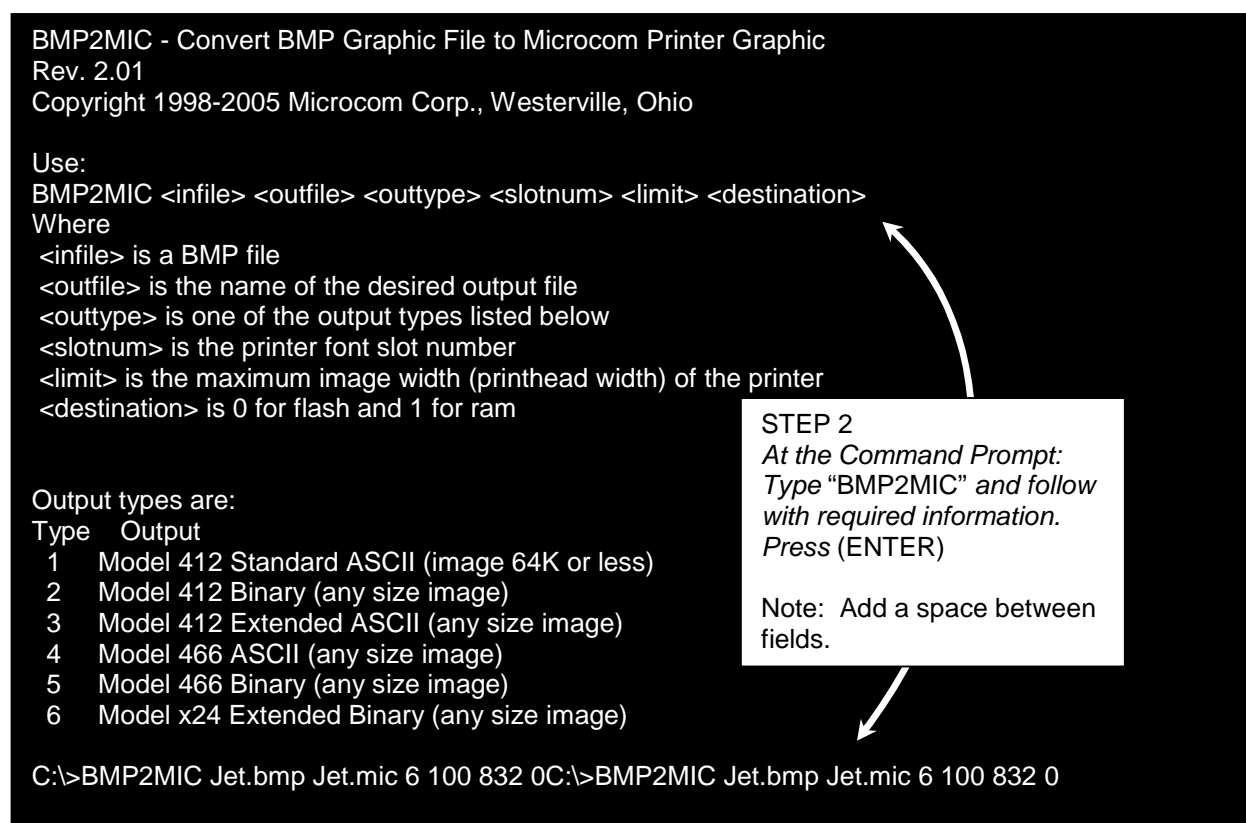 BMP2MIC - Convert BMP Graphic File to Microcom Printer Graphic
Rev. 2.01
Copyright 1998-2005 Microcom Corp., Westerville, Ohio
Use:
BMP2MIC <infile> <outfile> <outtype> <slotnum> <limit> <destination>
Where
<infile> is a BMP file
<outfile> is the name of the desired output file
<outtype> is one of the output types listed below
<slotnum> is the printer font slot number
<limit> is the maximum image width (printhead width) of the printer
<destination> is 0 for flash and 1 for ram
STEP 2
At the Command Prompt:
Type “BMP2MIC” and follow
with required information.
Press (ENTER)
Note: Add a space between
fields.
Output types are:
Type Output
1 Model 412 Standard ASCII (image 64K or less)
2 Model 412 Binary (any size image)
3 Model 412 Extended ASCII (any size image)
4 Model 466 ASCII (any size image)
5 Model 466 Binary (any size image)
6 Model x24 Extended Binary (any size image)
C:\>BMP2MIC Jet.bmp Jet.mic 6 100 832 0C:\>BMP2MIC Jet.bmp Jet.mic 6 100 832 0